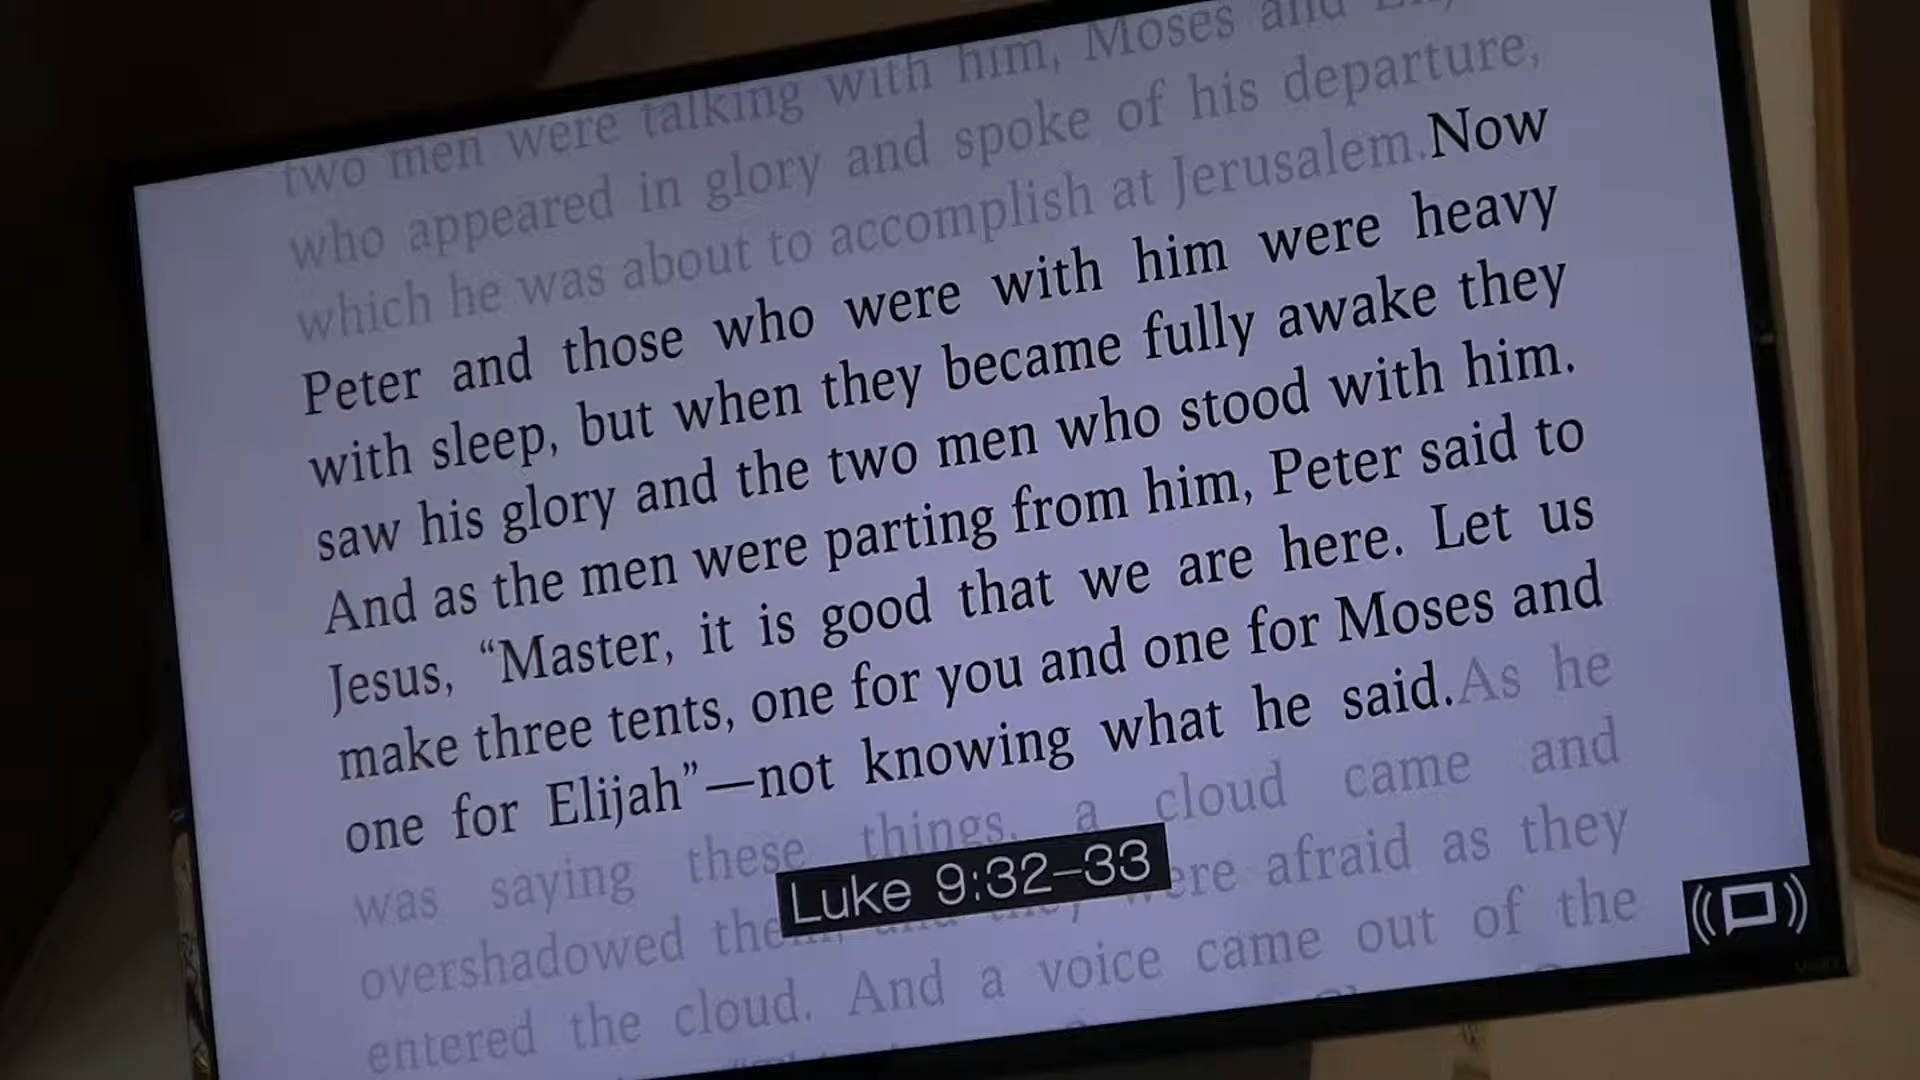 two men were talking with him, Moses and
who appeared in glory and spoke of his departure,
which he was about to accomplish at Jerusalem.Now
Peter and those who were with him were heavy
with sleep, but when they became fully awake they
saw his glory and the two men who stood with him.
And as the men were parting from him, Peter said to
Jesus, “Master, it is good that we are here. Let us
make three tents, one for you and one for Moses and
one for Elijah”—not knowing what he said.As he
was saying these things, a cloud came and
overshadowed they afraid as they
Luke 9:32–33
entered the cloud. And a voice came out of the